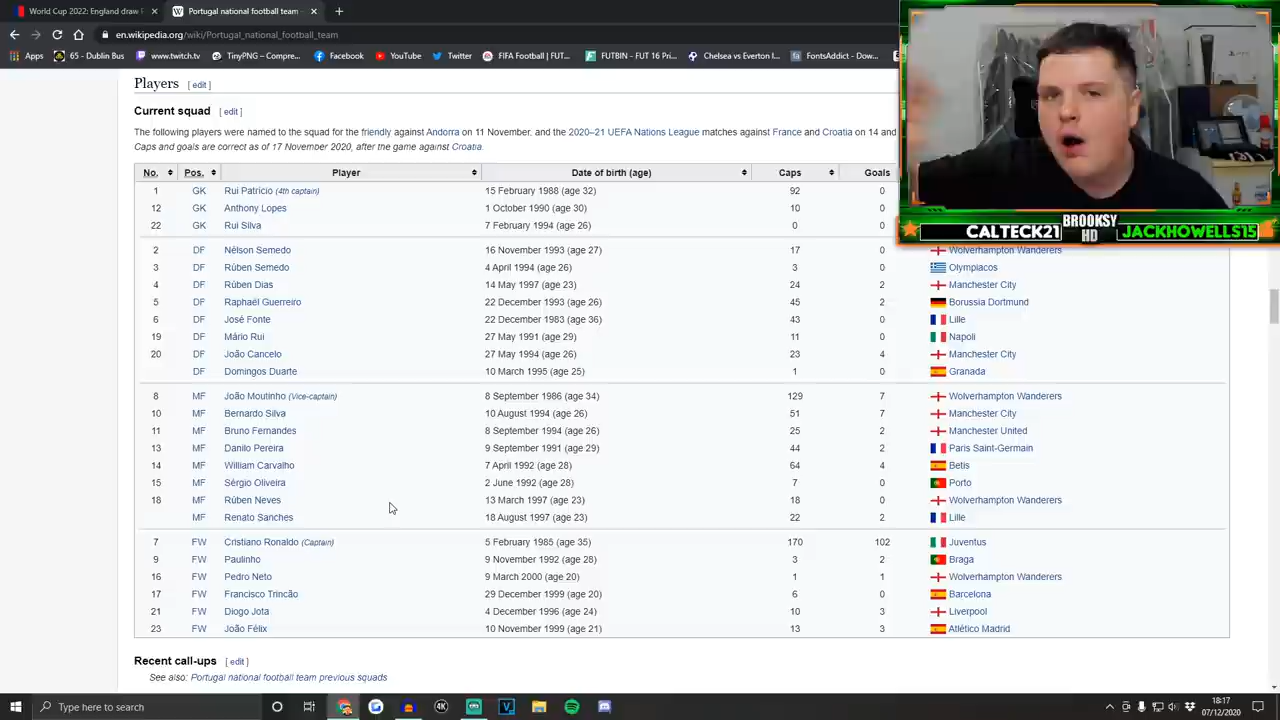 World Cup 2022: England draw
Portugal national football team -
en.wikipedia.org/wiki/Portugal_national_football_team
Apps 65 - Dublin Bus www.twitch.tv TinyPNG – Compre... Facebook YouTube Twitter FIFA Football | FUT... FUTBIN - FUT 16 Pri... Chelsea vs Everton l... FontsAddict - Dow...
Players [ edit ]
Current squad [ edit ]
The following players were named to the squad for the friendly against Andorra on 11 November, and the 2020–21 UEFA Nations League matches against France and Croatia on 14 and
Caps and goals are correct as of 17 November 2020, after the game against Croatia.
No. Pos. Player Date of birth (age) Caps Goals
1 GK Rui Patrício (4th captain) 15 February 1988 (age 32) 92 0
12 GK Anthony Lopes 1 October 1990 (age 30) 10 0
22 GK Rui Silva 7 February 1994 (age 26) 0 0
2 DF Nélson Semedo 16 November 1993 (age 27) 17 0 Wolverhampton Wanderers
3 DF Rúben Semedo 4 April 1994 (age 26) 3 0 Olympiacos
4 DF Rúben Dias 14 May 1997 (age 23) 24 2 Manchester City
5 DF Raphaël Guerreiro 22 December 1993 (age 26) 45 2 Borussia Dortmund
6 DF José Fonte 22 December 1983 (age 36) 43 0 Lille
19 DF Mário Rui 27 May 1991 (age 29) 11 0 Napoli
20 DF João Cancelo 27 May 1994 (age 26) 23 4 Manchester City
DF Domingos Duarte 10 March 1995 (age 25) 1 0 Granada
8 MF João Moutinho (Vice-captain) 8 September 1986 (age 34) 129 7 Wolverhampton Wanderers
10 MF Bernardo Silva 10 August 1994 (age 26) 51 7 Manchester City
11 MF Bruno Fernandes 8 September 1994 (age 26) 25 2 Manchester United
13 MF Danilo Pereira 9 September 1991 (age 29) 44 2 Paris Saint-Germain
14 MF William Carvalho 7 April 1992 (age 28) 64 4 Betis
15 MF Sérgio Oliveira 2 June 1992 (age 28) 7 0 Porto
18 MF Rúben Neves 13 March 1997 (age 23) 18 0 Wolverhampton Wanderers
MF Renato Sanches 18 August 1997 (age 23) 22 2 Lille
7 FW Cristiano Ronaldo (Captain) 5 February 1985 (age 35) 170 102 Juventus
9 FW Paulinho 9 November 1992 (age 28) 3 2 Braga
16 FW Pedro Neto 9 March 2000 (age 20) 1 1 Wolverhampton Wanderers
17 FW Francisco Trincão 29 December 1999 (age 20) 6 0 Barcelona
21 FW Diogo Jota 4 December 1996 (age 24) 10 3 Liverpool
23 FW João Félix 10 November 1999 (age 21) 13 3 Atlético Madrid
Recent call-ups [ edit ]
See also: Portugal national football team previous squads
CALTECK21 BROOKSY HD JACKHOWELLS15
Type here to search
4K
18:17
07/12/2020